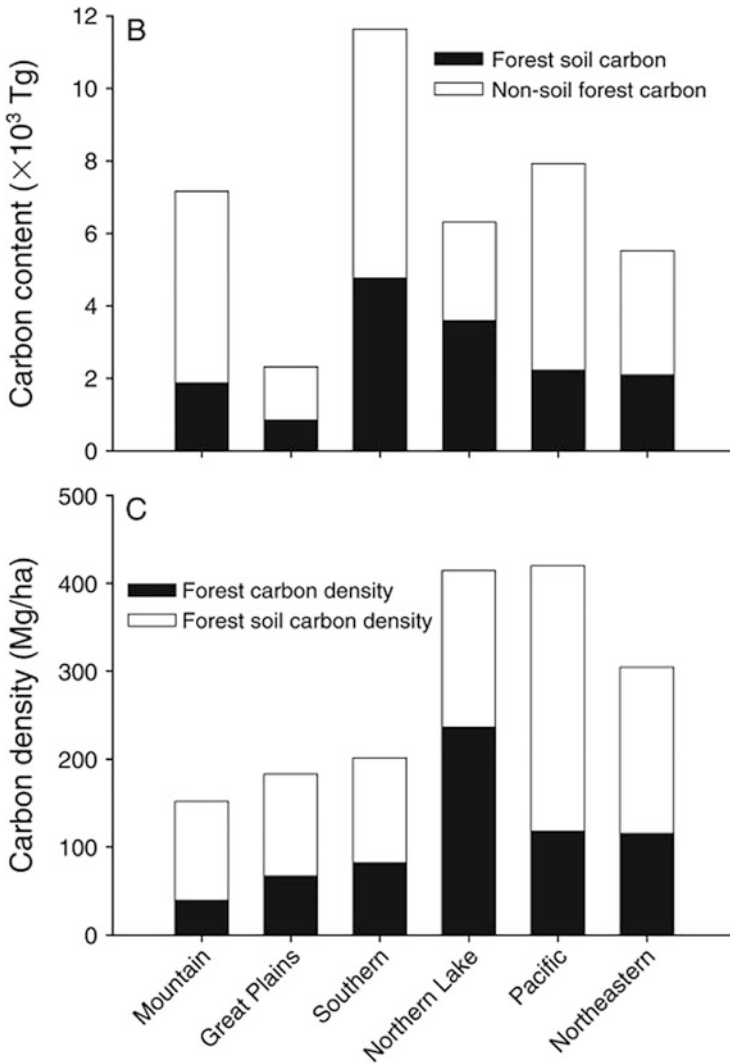 B
Forest soil carbon
Non-soil forest carbon
Carbon content (×10³ Tg)
12
10
8
6
4
2
0
C
Forest carbon density
Forest soil carbon density
Carbon density (Mg/ha)
500
400
300
200
100
0
Mountain
Great Plains
Southern
Northern Lake
Pacific
Northeastern